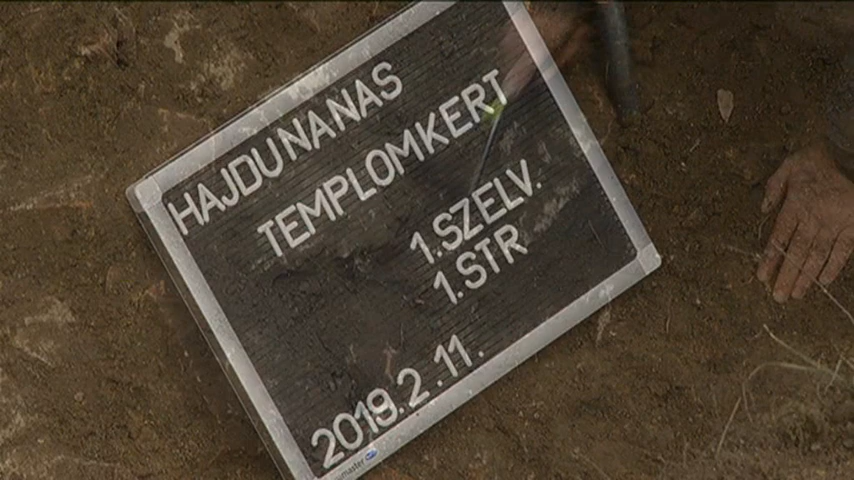 HAJDUNANAS
TEMPLOMKERT
1.SZELV.
1.STR
2019.2.11.